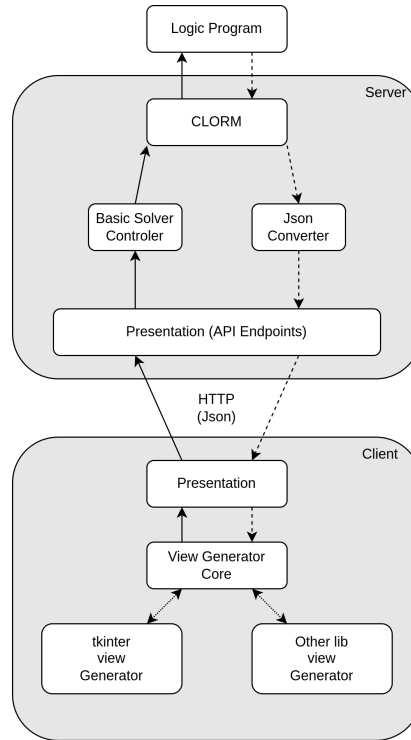 Logic Program
Server
CLORM
Basic Solver
Controler
Json
Converter
Presentation (API Endpoints)
HTTP
(Json)
Client
Presentation
View Generator
Core
tkinter
view
Generator
Other lib
view
Generator